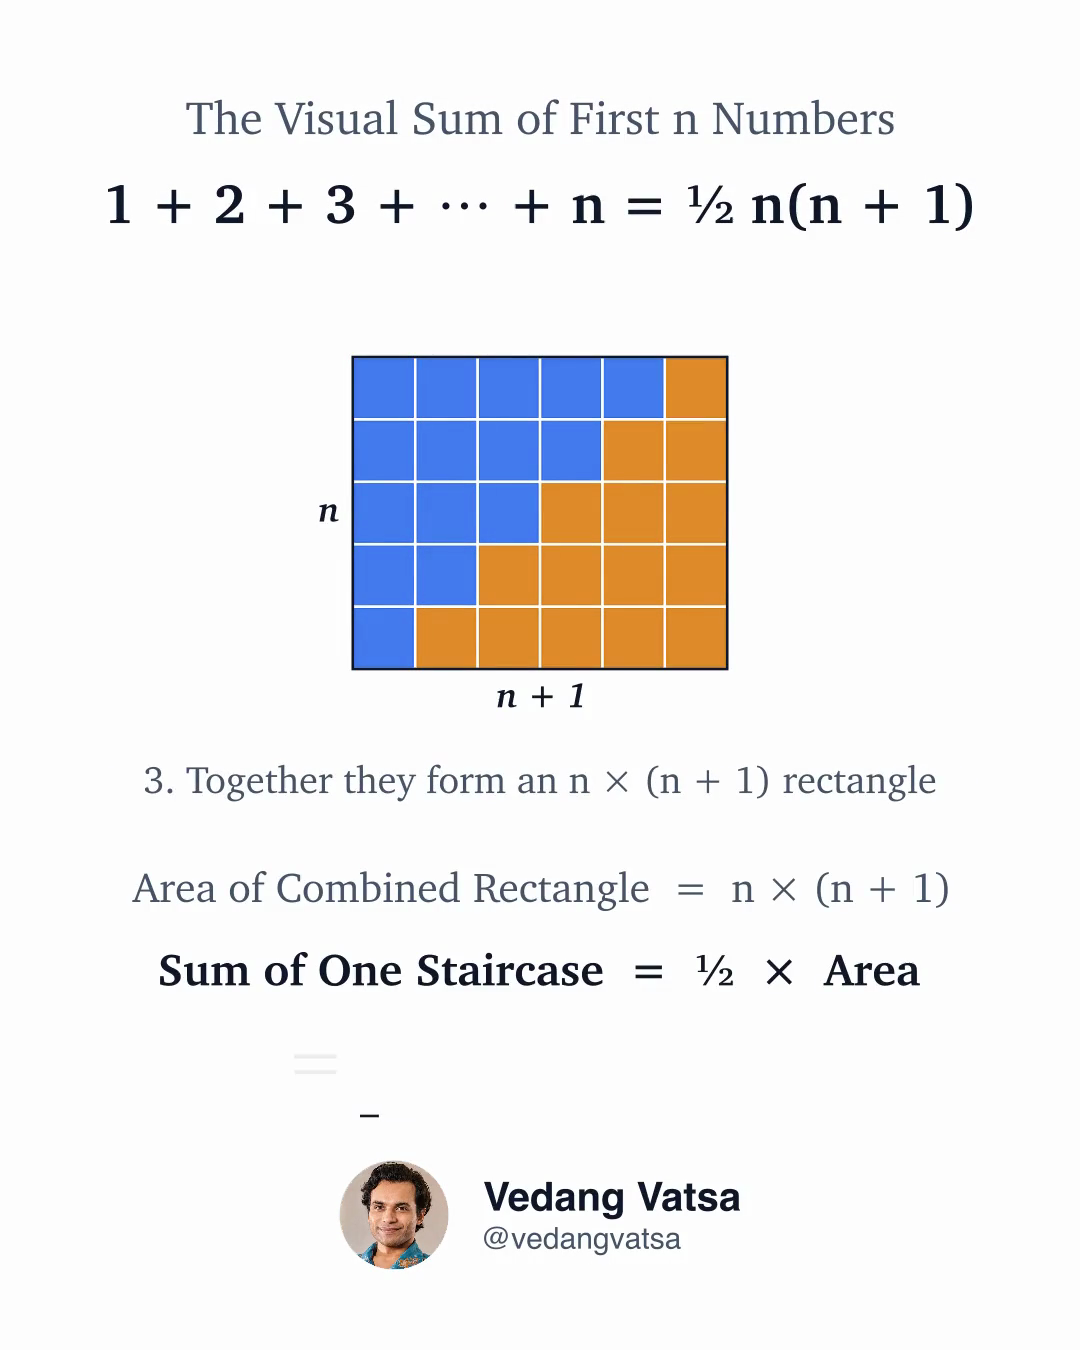 The Visual Sum of First n Numbers
1 + 2 + 3 + ⋯ + n = ½ n(n + 1)
n
n + 1
3. Together they form an n × (n + 1) rectangle
Area of Combined Rectangle = n × (n + 1)
Sum of One Staircase = ½ × Area
=
–
Vedang Vatsa
@vedangvatsa